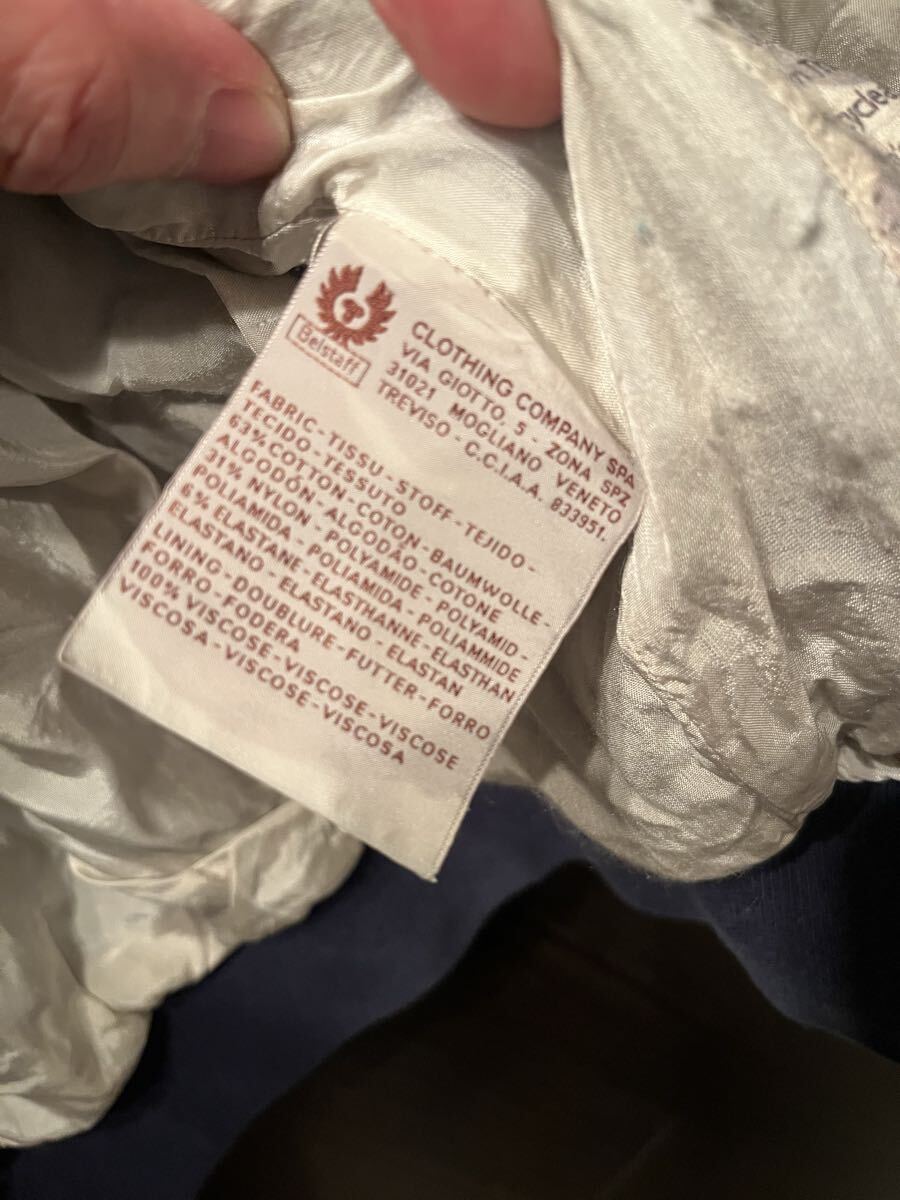 Belstaff
CLOTHING COMPANY SPA
VIA GIOTTO, 5 - ZONA SPZ
31021 MOGLIANO VENETO
TREVISO - C.C.I.A.A. 833951.
FABRIC-TISSU-STOFF-TEJIDO-
TECIDO-TESSUTO
63%COTTON-COTON-BAUMWOLLE-
ALGODÓN-ALGODÃO-COTONE
31% NYLON-POLYAMIDE-POLYAMID-
POLIAMIDA-POLIAMIDA-POLIAMMIDE
6% ELASTANE-ELASTHANNE-ELASTHAN
ELASTANO-ELASTANO-ELASTAN
LINING-DOUBLURE-FUTTER-FORRO
FORRO-FODERA
100% VISCOSE-VISCOSE-VISCOSE
VISCOSA-VISCOSE-VISCOSA